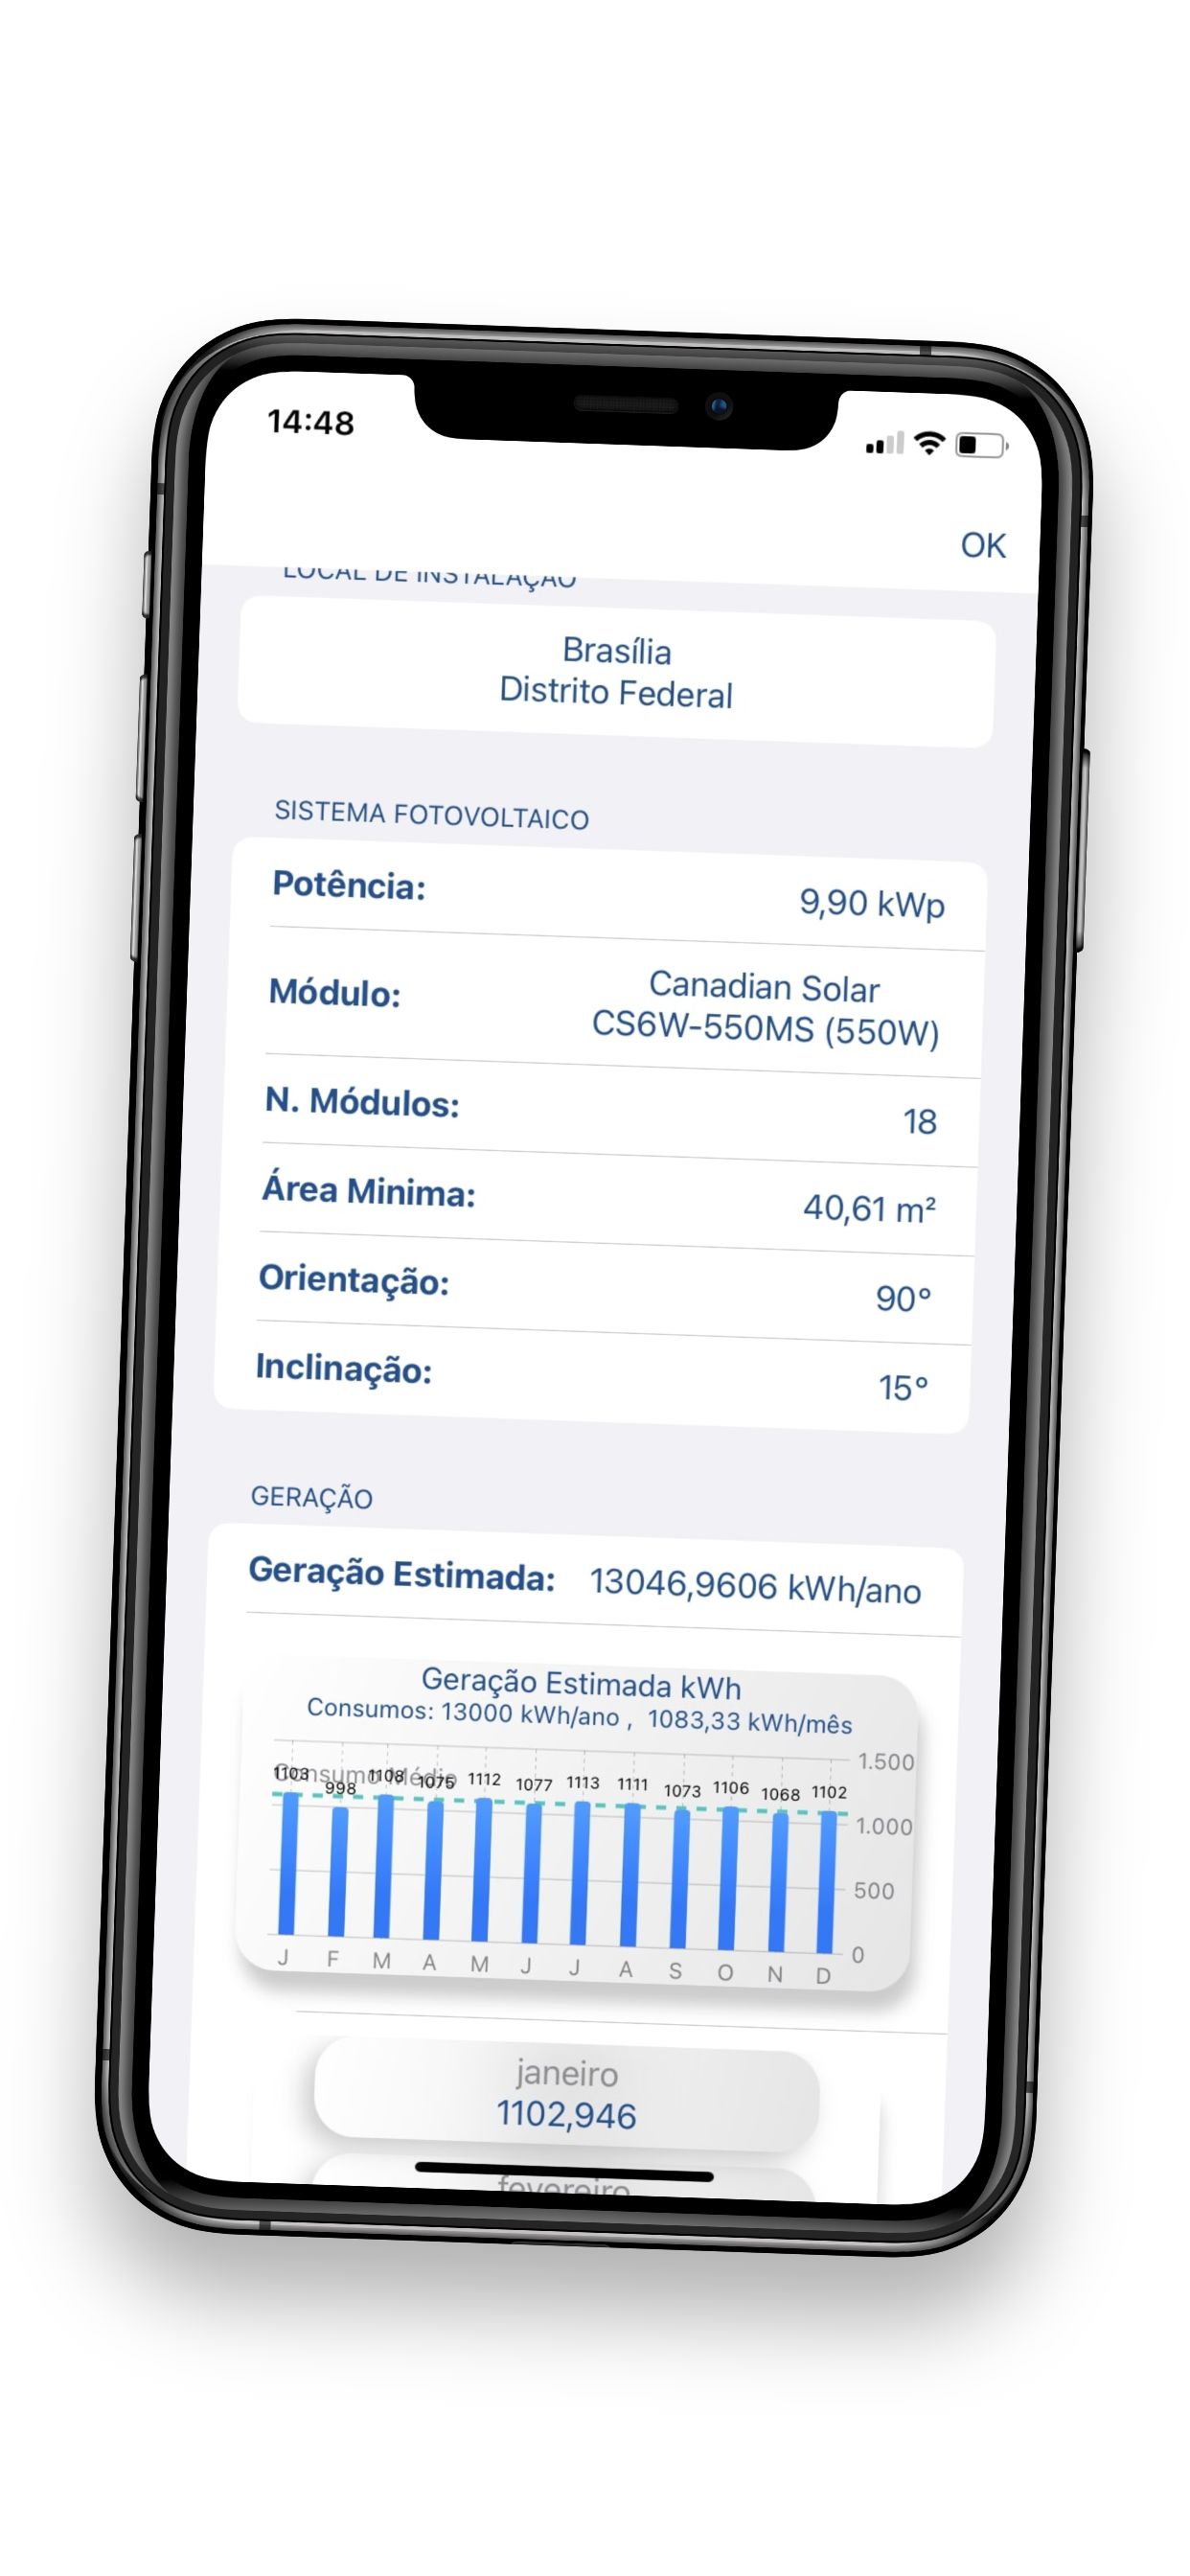 14:48
OK
LOCAL DE INSTALAÇÃO
Brasília
Distrito Federal
SISTEMA FOTOVOLTAICO
Potência: 9,90 kWp
Módulo: Canadian Solar
CS6W-550MS (550W)
N. Módulos: 18
Área Minima: 40,61 m²
Orientação: 90°
Inclinação: 15°
GERAÇÃO
Geração Estimada: 13046,9606 kWh/ano
Geração Estimada kWh
Consumos: 13000 kWh/ano , 1083,33 kWh/mês
1.500
Consumo Médio
1103 998 1108 1075 1112 1077 1113 1111 1073 1106 1068 1102
1.000
500
0
J F M A M J J A S O N D
janeiro
1102,946
fevereiro